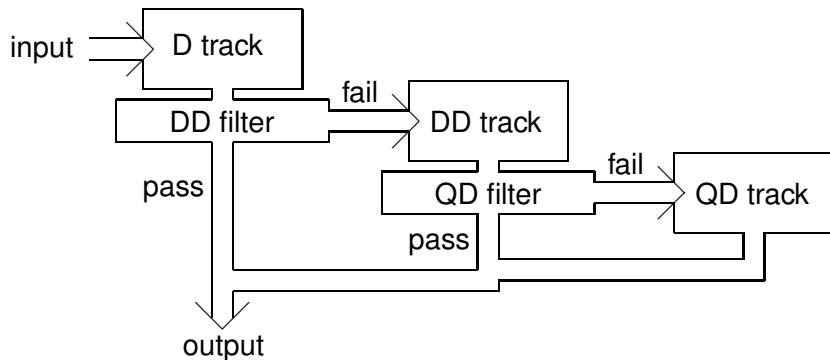 input
D track
DD filter
fail
DD track
pass
QD filter
fail
QD track
pass
output